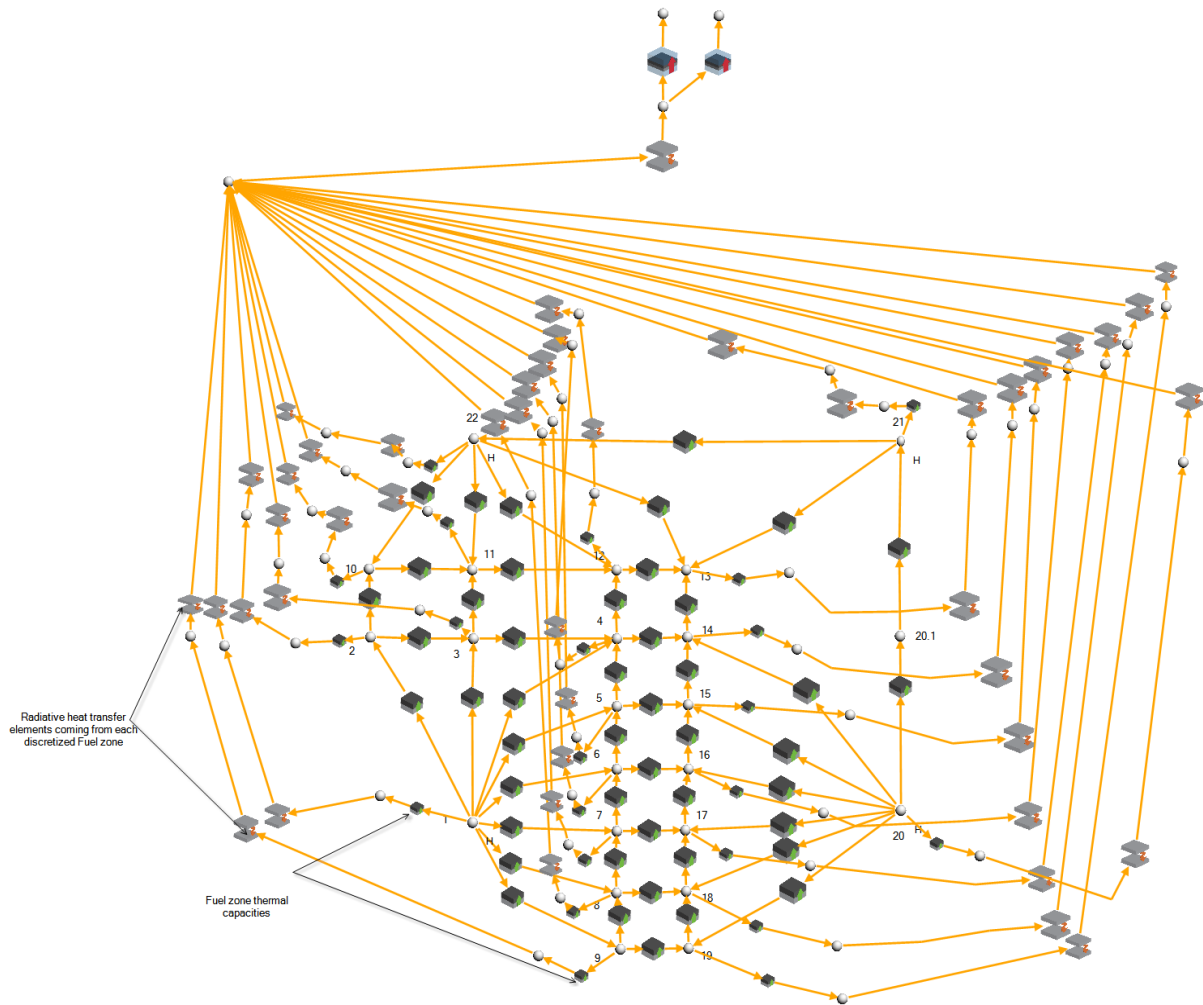 22
21
H
H
11
12
10
13
4
14
20.1
2
3
5
15
Radiative heat transfer
elements coming from each
discretized Fuel zone
6
16
I
7
17
H
20
H
Fuel zone thermal
capacities
8
18
9
19